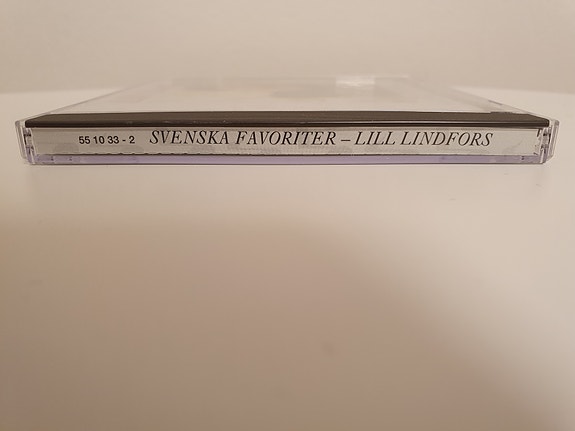 55 10 33 - 2 SVENSKA FAVORITER – LILL LINDFORS